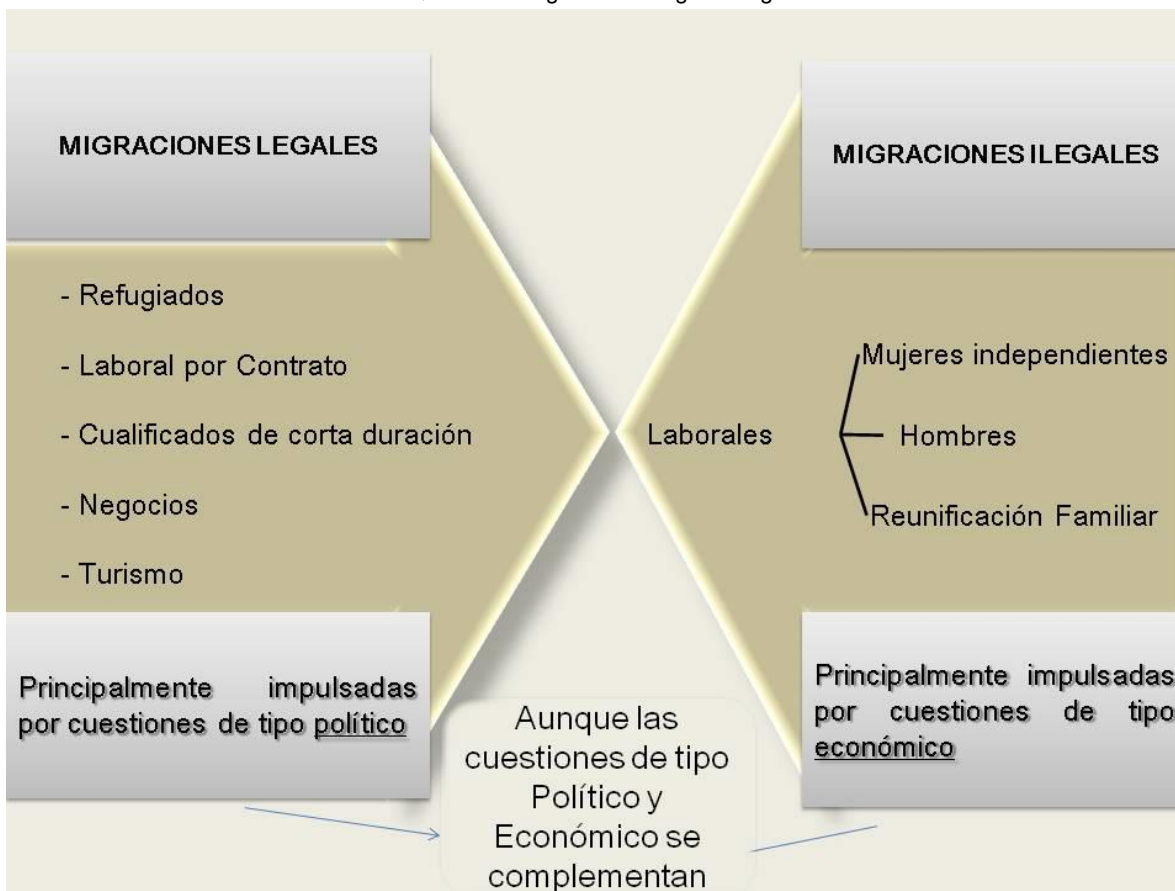 MIGRACIONES LEGALES
- Refugiados
- Laboral por Contrato
- Cualificados de corta duración
- Negocios
- Turismo
Principalmente impulsadas
por cuestiones de tipo político
MIGRACIONES ILEGALES
Laborales
Mujeres independientes
Hombres
Reunificación Familiar
Principalmente impulsadas
por cuestiones de tipo
económico
Aunque las
cuestiones de tipo
Político y
Económico se
complementan